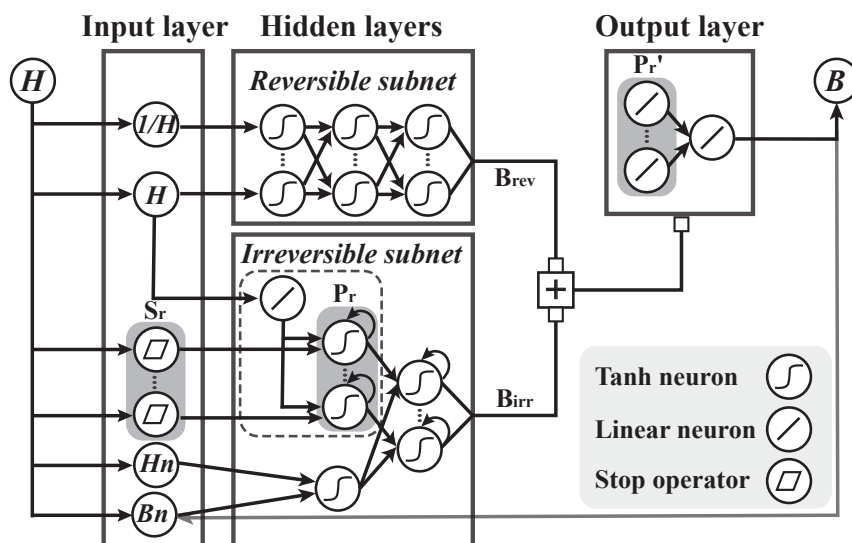 Input layer
Hidden layers
Output layer
H
Reversible subnet
Pr'
B
1/H
H
Brev
Irreversible subnet
Sr
Pr
+
Birr
Tanh neuron
Linear neuron
Stop operator
Hn
Bn